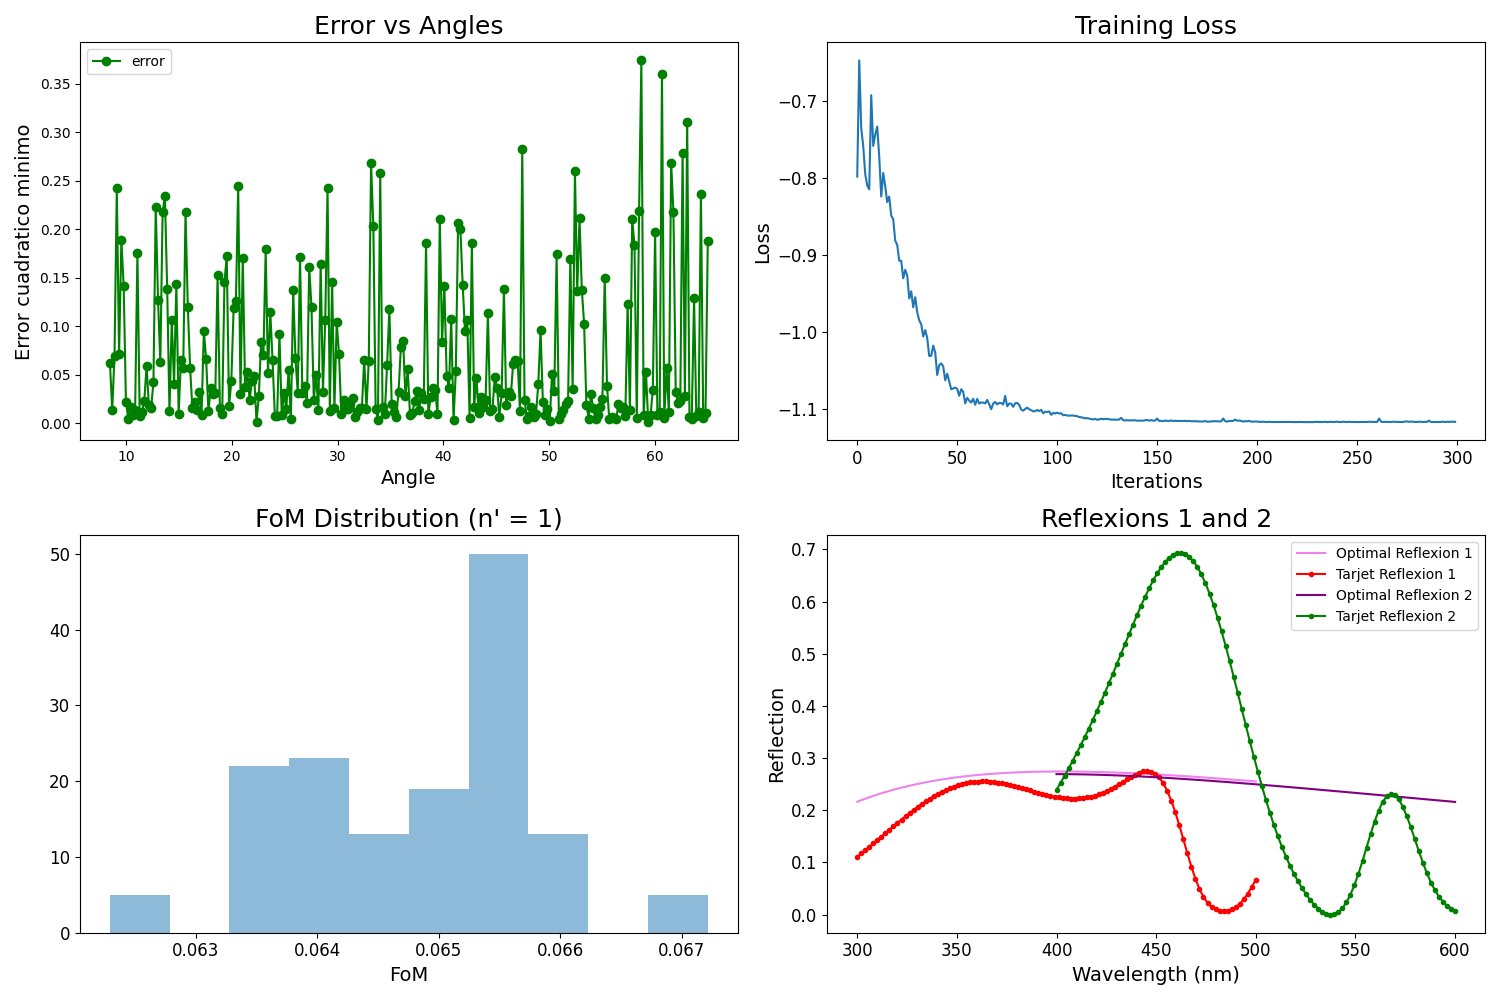 Error vs Angles
error
Error cuadratico minimo
0.35
0.30
0.25
0.20
0.15
0.10
0.05
0.00
10 20 30 40 50 60
Angle
Training Loss
Loss
−0.7
−0.8
−0.9
−1.0
−1.1
0 50 100 150 200 250 300
Iterations
FoM Distribution (n' = 1)
50
40
30
20
10
0
0.063 0.064 0.065 0.066 0.067
FoM
Reflexions 1 and 2
Optimal Reflexion 1
Tarjet Reflexion 1
Optimal Reflexion 2
Tarjet Reflexion 2
Reflection
0.7
0.6
0.5
0.4
0.3
0.2
0.1
0.0
300 350 400 450 500 550 600
Wavelength (nm)